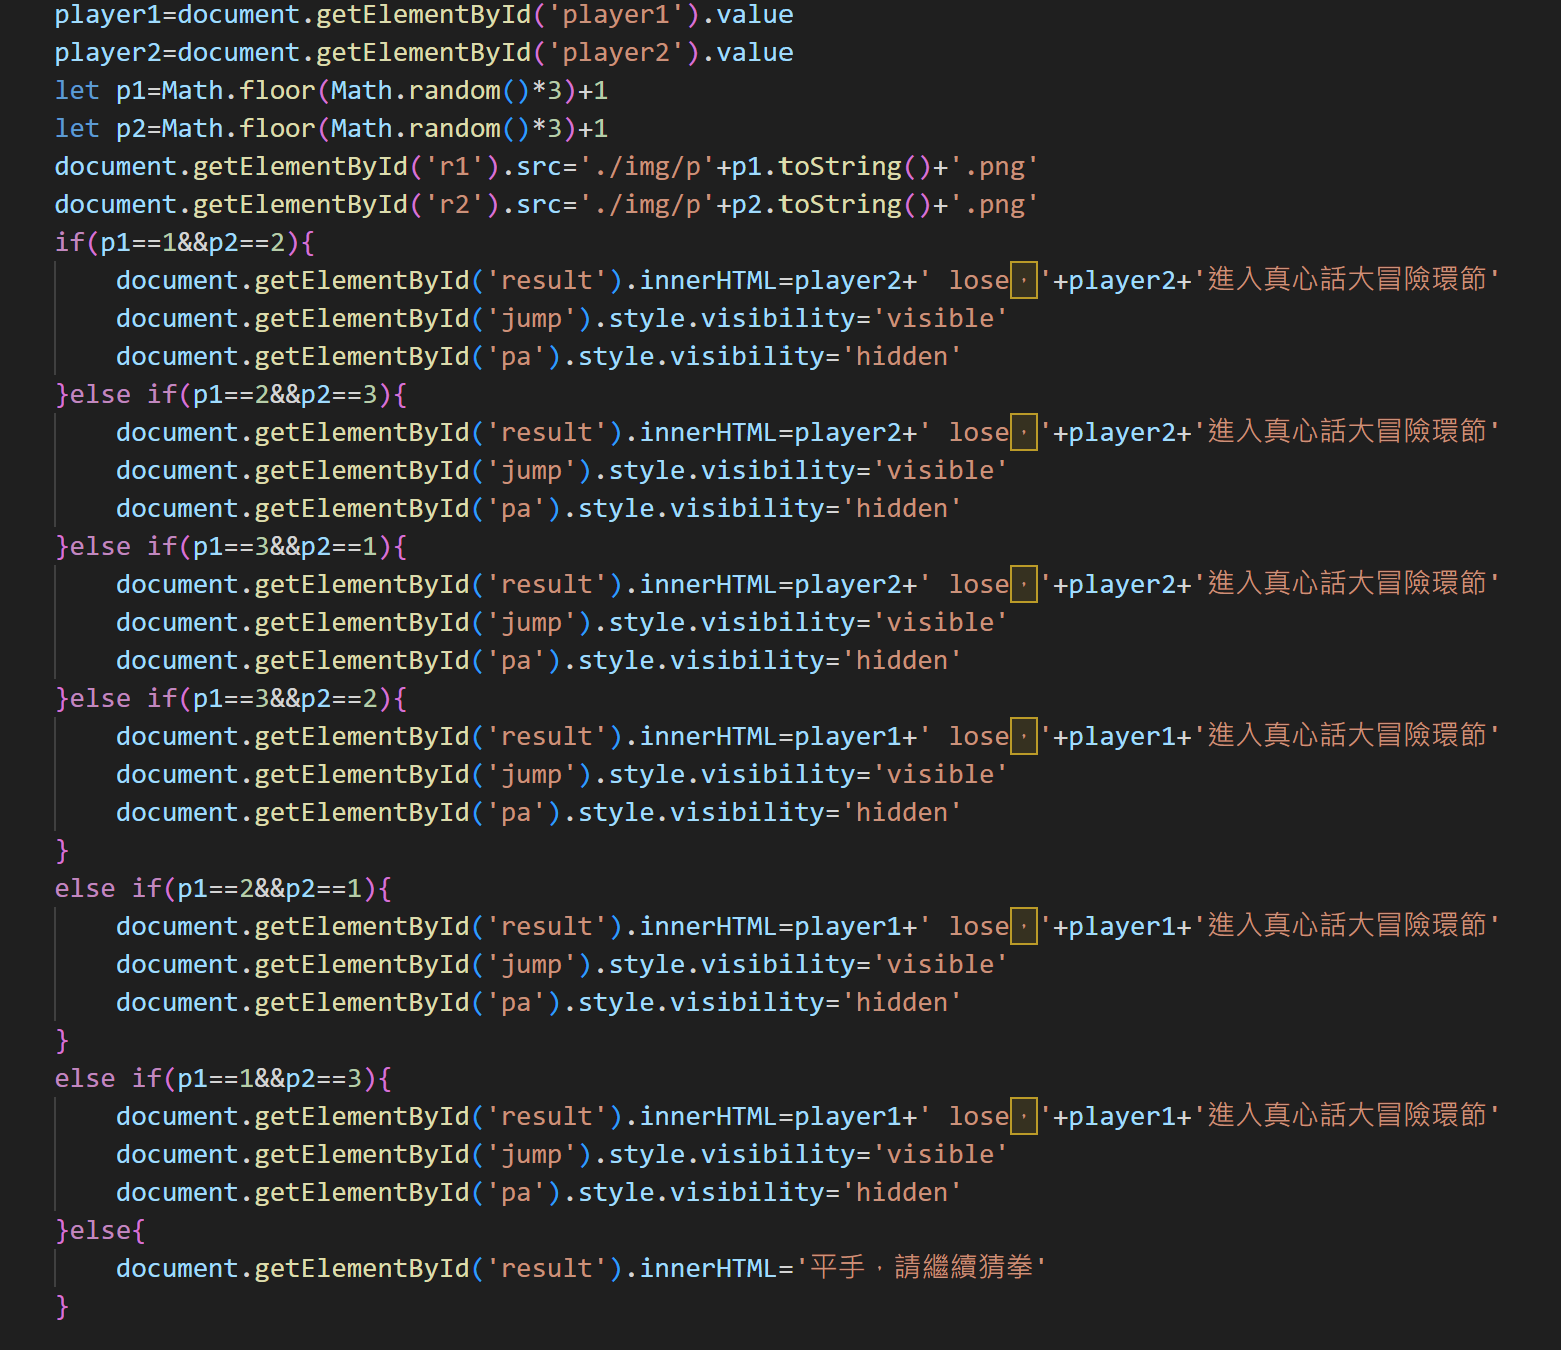 player1=document.getElementById('player1').value
player2=document.getElementById('player2').value
let p1=Math.floor(Math.random()*3)+1
let p2=Math.floor(Math.random()*3)+1
document.getElementById('r1').src='./img/p'+p1.toString()+'.png'
document.getElementById('r2').src='./img/p'+p2.toString()+'.png'
if(p1==1&&p2==2){
    document.getElementById('result').innerHTML=player2+' lose，'+player2+'進入真心話大冒險環節'
    document.getElementById('jump').style.visibility='visible'
    document.getElementById('pa').style.visibility='hidden'
}else if(p1==2&&p2==3){
    document.getElementById('result').innerHTML=player2+' lose，'+player2+'進入真心話大冒險環節'
    document.getElementById('jump').style.visibility='visible'
    document.getElementById('pa').style.visibility='hidden'
}else if(p1==3&&p2==1){
    document.getElementById('result').innerHTML=player2+' lose，'+player2+'進入真心話大冒險環節'
    document.getElementById('jump').style.visibility='visible'
    document.getElementById('pa').style.visibility='hidden'
}else if(p1==3&&p2==2){
    document.getElementById('result').innerHTML=player1+' lose，'+player1+'進入真心話大冒險環節'
    document.getElementById('jump').style.visibility='visible'
    document.getElementById('pa').style.visibility='hidden'
}
else if(p1==2&&p2==1){
    document.getElementById('result').innerHTML=player1+' lose，'+player1+'進入真心話大冒險環節'
    document.getElementById('jump').style.visibility='visible'
    document.getElementById('pa').style.visibility='hidden'
}
else if(p1==1&&p2==3){
    document.getElementById('result').innerHTML=player1+' lose，'+player1+'進入真心話大冒險環節'
    document.getElementById('jump').style.visibility='visible'
    document.getElementById('pa').style.visibility='hidden'
}else{
    document.getElementById('result').innerHTML='平手，請繼續猜拳'
}